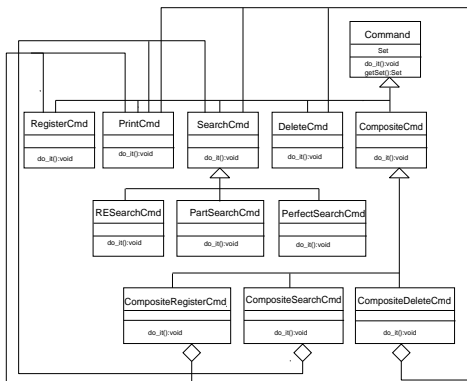 Command
Set
do_it():void
getSet():Set
RegisterCmd
PrintCmd
SearchCmd
DeleteCmd
CompositeCmd
do_it():void
do_it():void
do_it():void
do_it():void
do_it():void
RESearchCmd
PartSearchCmd
PerfectSearchCmd
do_it():void
do_it():void
do_it():void
CompositeRegisterCmd
CompositeSearchCmd
CompositeDeleteCmd
do_it():void
do_it():void
do_it():void